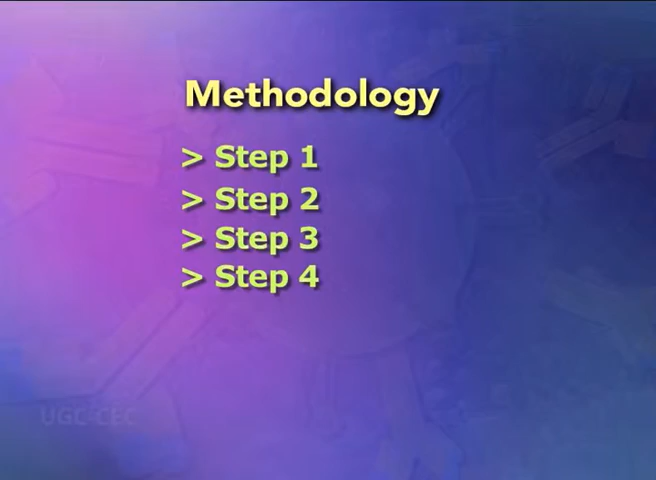 Methodology
> Step 1
> Step 2
> Step 3
> Step 4
UGC-CEC